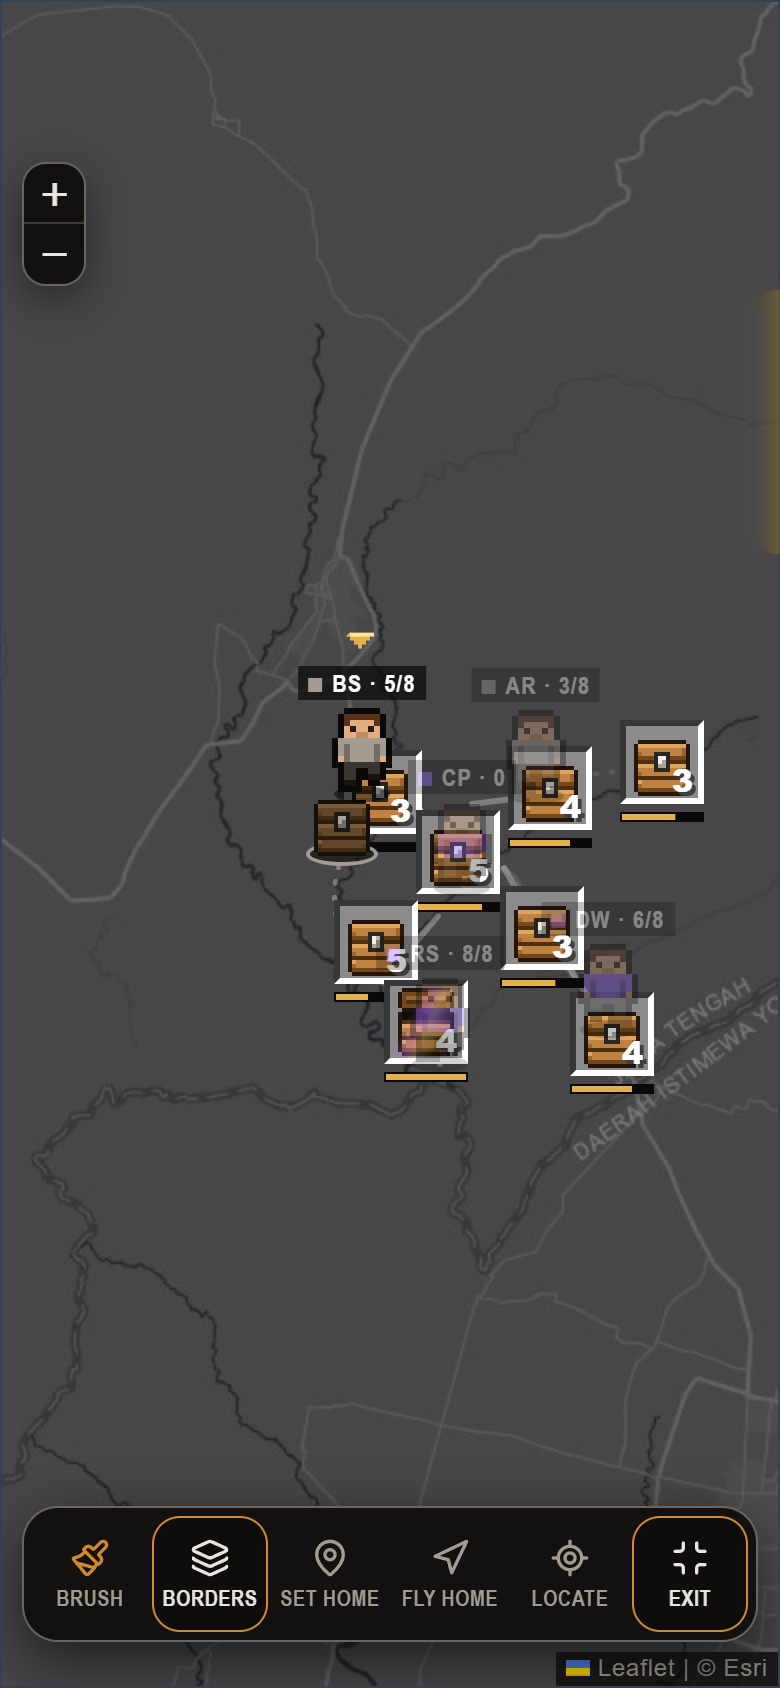 +
−
BS · 5/8
AR · 3/8
3
CP · 0
3
4
5
DW · 6/8
3
5
RS · 8/8
4
4
TENGAH
DAERAH ISTIMEWA YO
BRUSH
BORDERS
SET HOME
FLY HOME
LOCATE
EXIT
Leaflet | © Esri